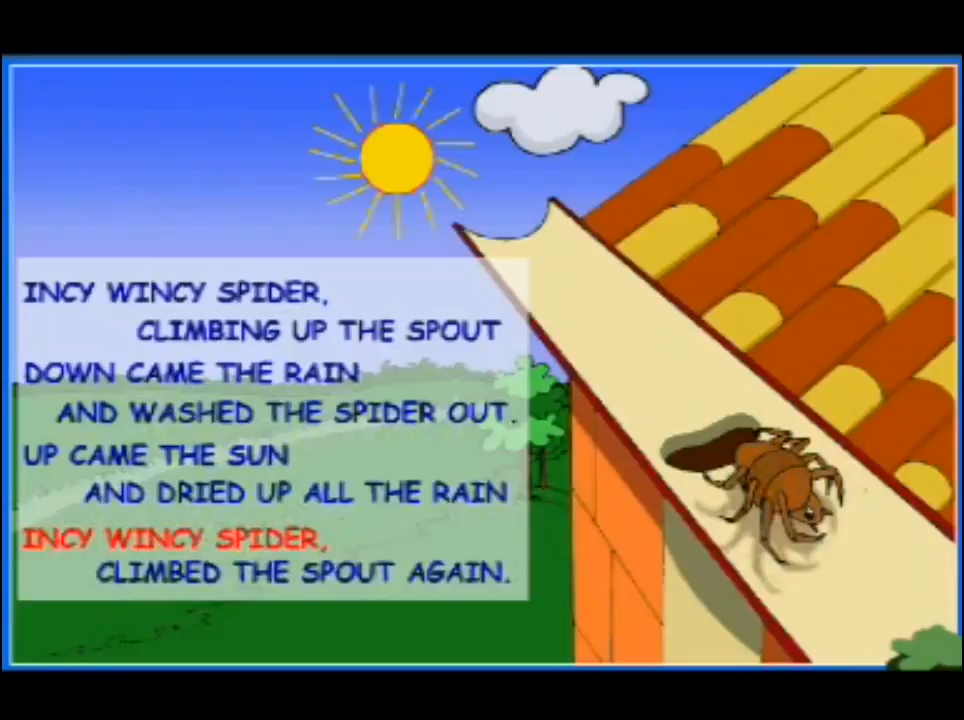 INCY WINCY SPIDER,
CLIMBING UP THE SPOUT
DOWN CAME THE RAIN
AND WASHED THE SPIDER OUT.
UP CAME THE SUN
AND DRIED UP ALL THE RAIN
INCY WINCY SPIDER,
CLIMBED THE SPOUT AGAIN.